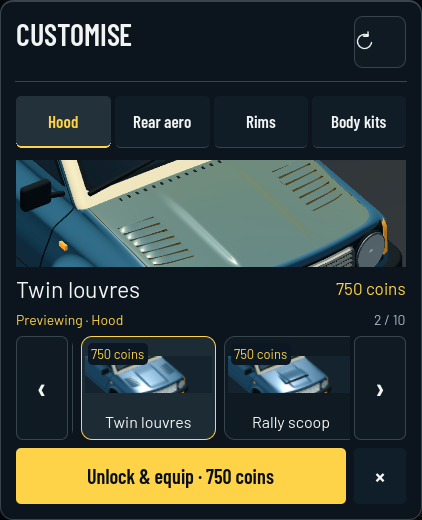 CUSTOMISE
Hood
Rear aero
Rims
Body kits
Twin louvres
750 coins
Previewing · Hood
2 / 10
‹
750 coins
Twin louvres
750 coins
Rally scoop
›
Unlock & equip · 750 coins
×